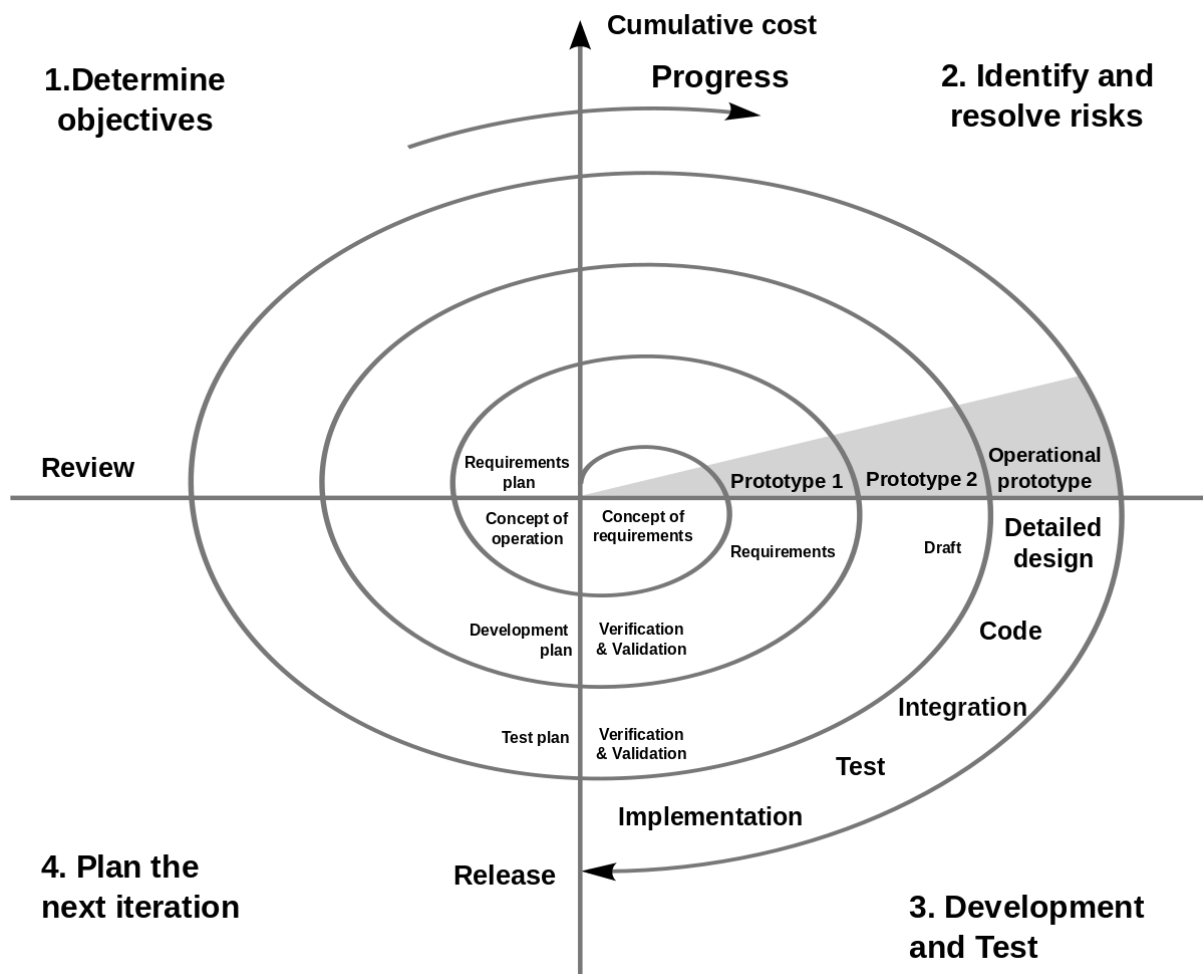 Cumulative cost
1.Determine
objectives
Progress
2. Identify and
resolve risks
Review
Requirements
plan
Prototype 1
Prototype 2
Operational
prototype
Concept of
operation
Concept of
requirements
Requirements
Draft
Detailed
design
Development
plan
Verification
& Validation
Code
Integration
Test plan
Verification
& Validation
Test
Implementation
Release
4. Plan the
next iteration
3. Development
and Test